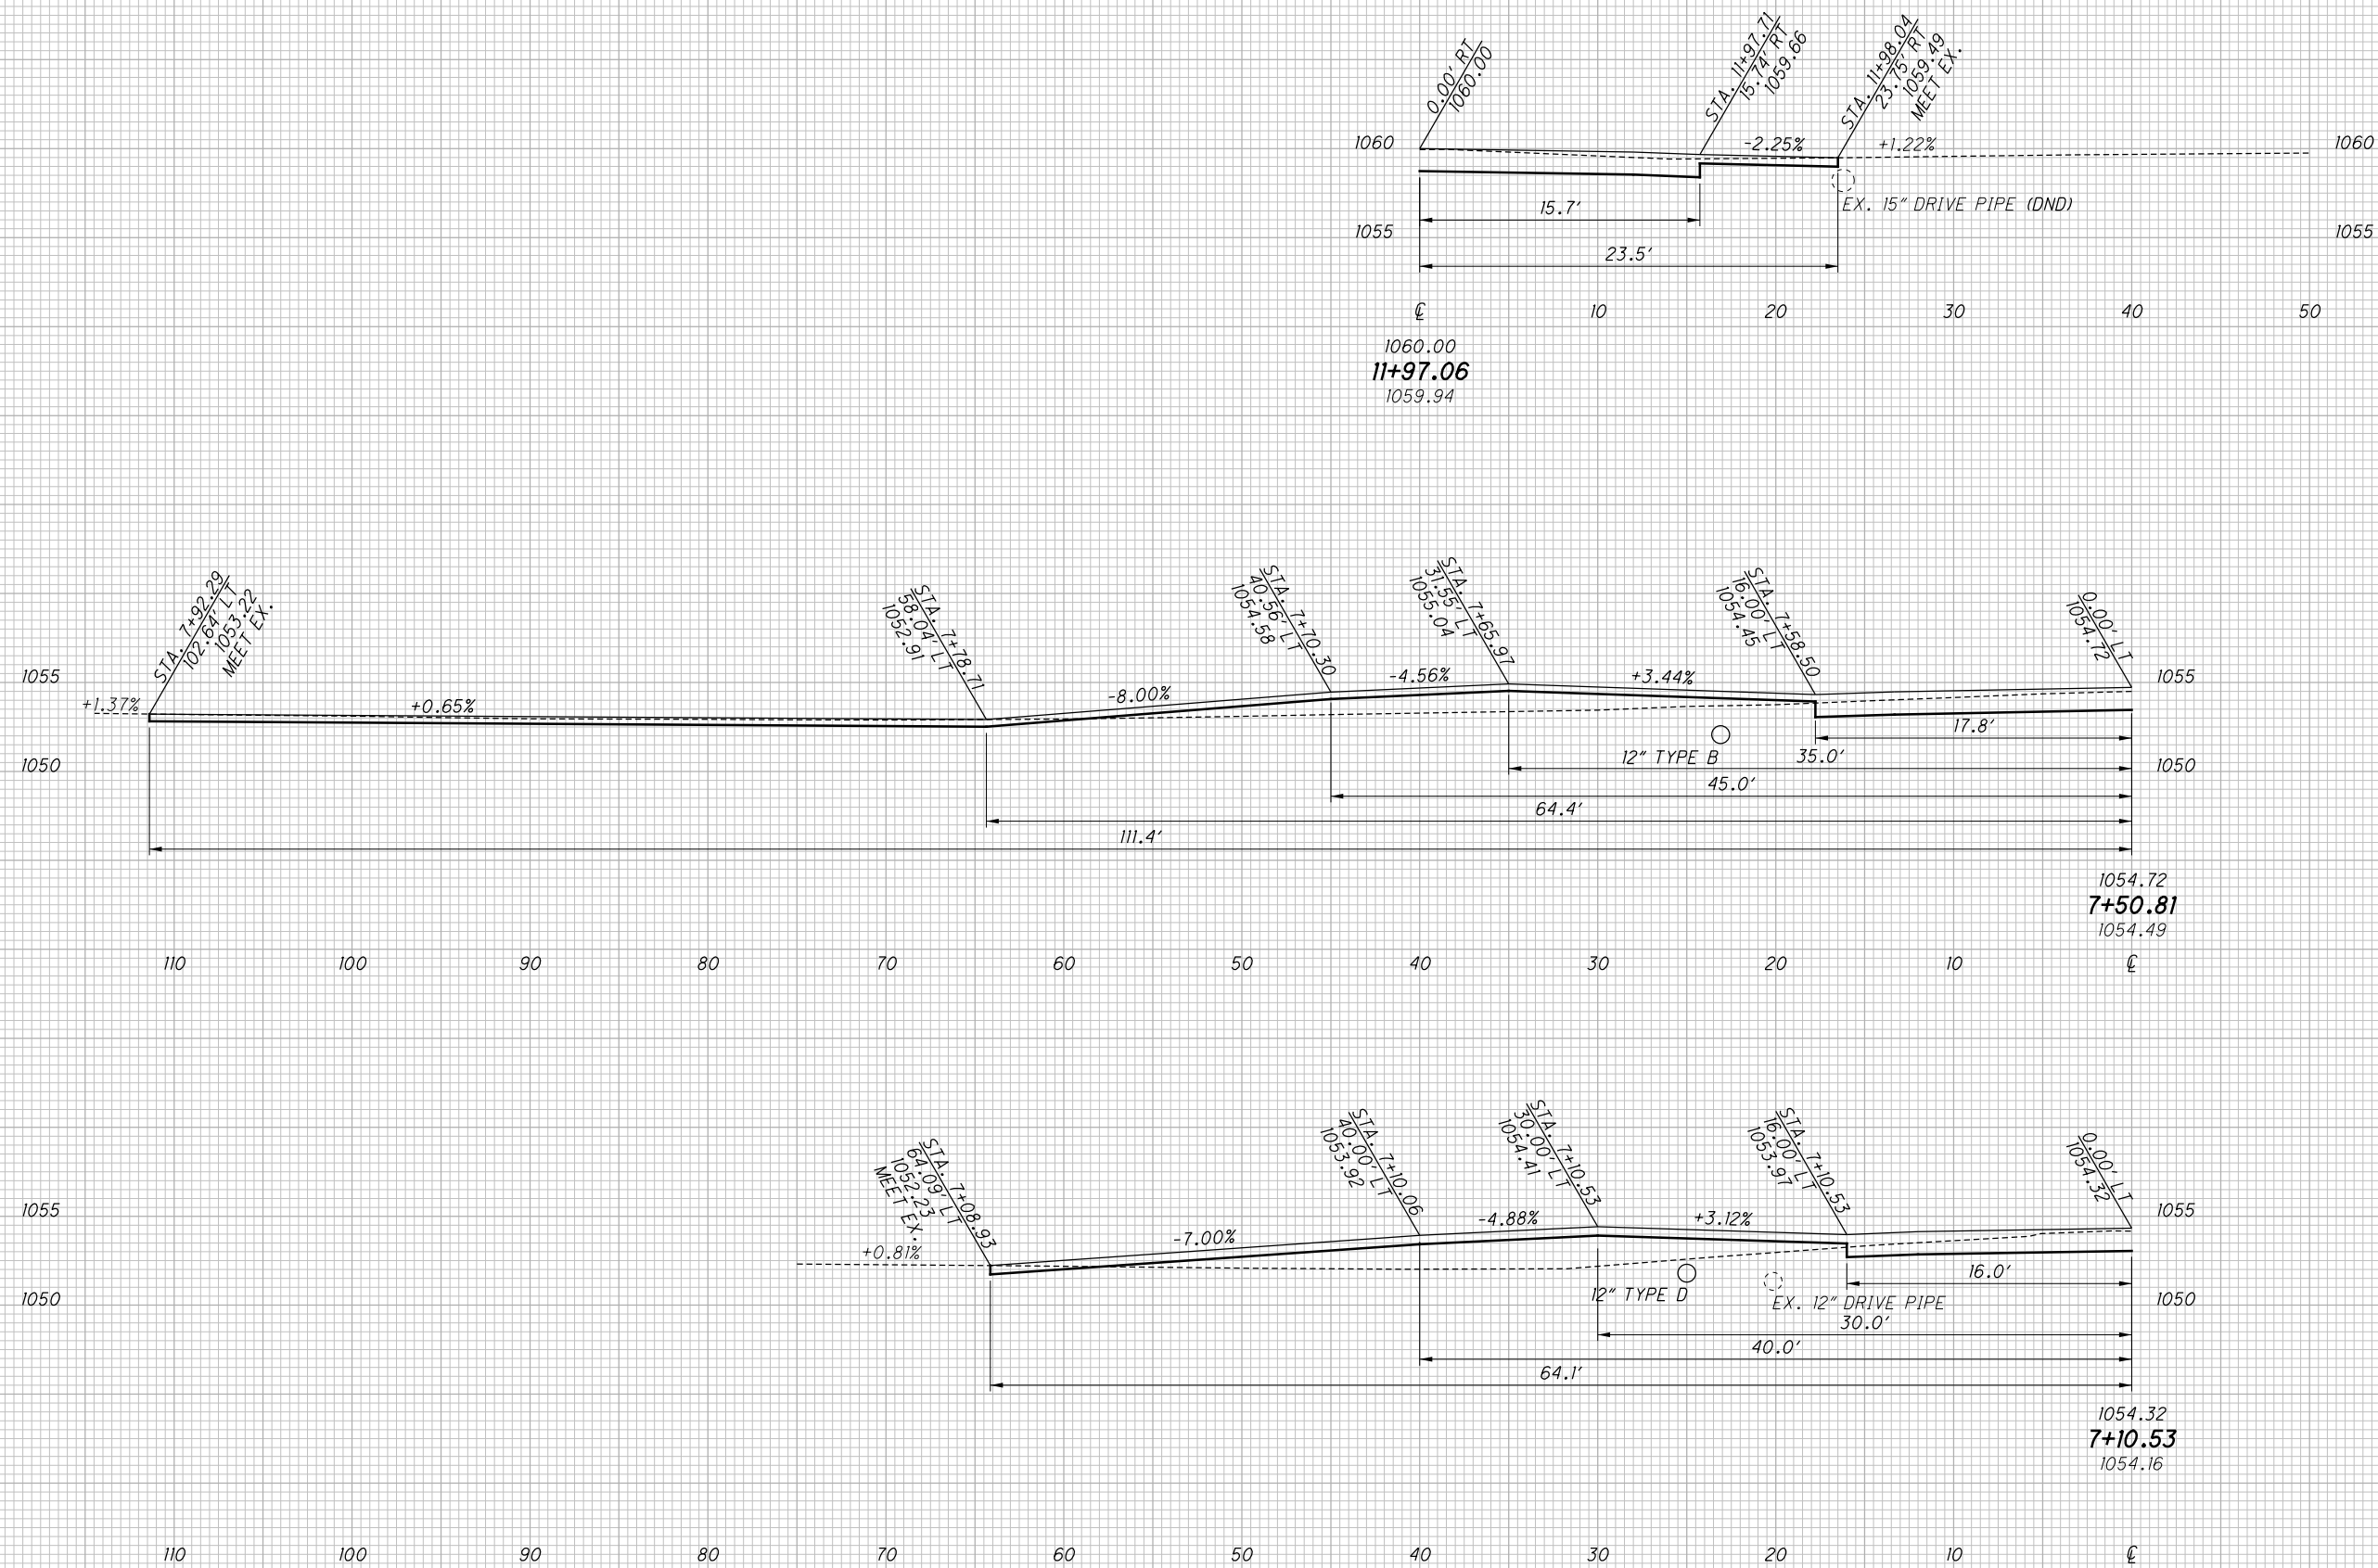 0.00' RT
1060.00
STA. 11+97.71
15.74' RT
1059.66
STA. 11+98.04
23.75' RT
1059.49
MEET EX.
1060
-2.25%
+1.22%
1060
EX. 15" DRIVE PIPE (DND)
15.7'
1055
1055
23.5'
℄ 10 20 30 40 50
1060.00
11+97.06
1059.94
STA. 7+92.29
102.64' LT
1053.22
MEET EX.
STA. 7+78.71
58.04' LT
1052.91
STA. 7+70.30
40.56' LT
1054.58
STA. 7+65.97
31.55' LT
1055.04
STA. 7+58.50
16.00' LT
1054.45
0.00' LT
1054.72
1055
+1.37%
+0.65%
-8.00%
-4.56%
+3.44%
1055
17.8'
12" TYPE B
35.0'
1050
1050
45.0'
64.4'
111.4'
1054.72
7+50.81
1054.49
110 100 90 80 70 60 50 40 30 20 10 ℄
STA. 7+08.93
64.09' LT
1052.23
MEET EX.
STA. 7+10.06
40.00' LT
1053.92
STA. 7+10.53
30.00' LT
1054.41
STA. 7+10.53
16.00' LT
1053.97
0.00' LT
1054.32
1055
+0.81%
-7.00%
-4.88%
+3.12%
1055
16.0'
12" TYPE D
EX. 12" DRIVE PIPE
1050
1050
30.0'
40.0'
64.1'
1054.32
7+10.53
1054.16
110 100 90 80 70 60 50 40 30 20 10 ℄